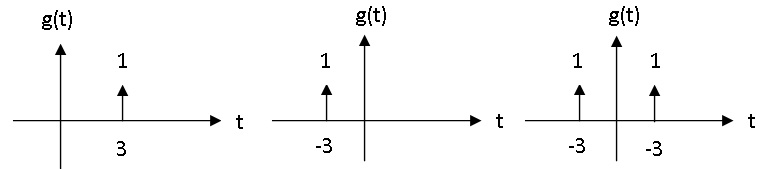 g(t) g(t) g(t)
1 1 1 1
t t t
3 -3 -3 -3